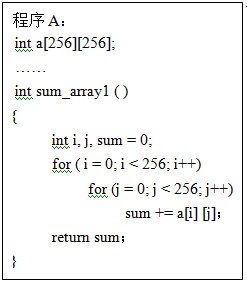 程序 A：
int a[256][256];
……
int sum_array1 ( )
{
int i, j, sum = 0;
for ( i = 0; i < 256; i++)
for (j = 0; j < 256; j++)
sum += a[i] [j]；
return sum；
}